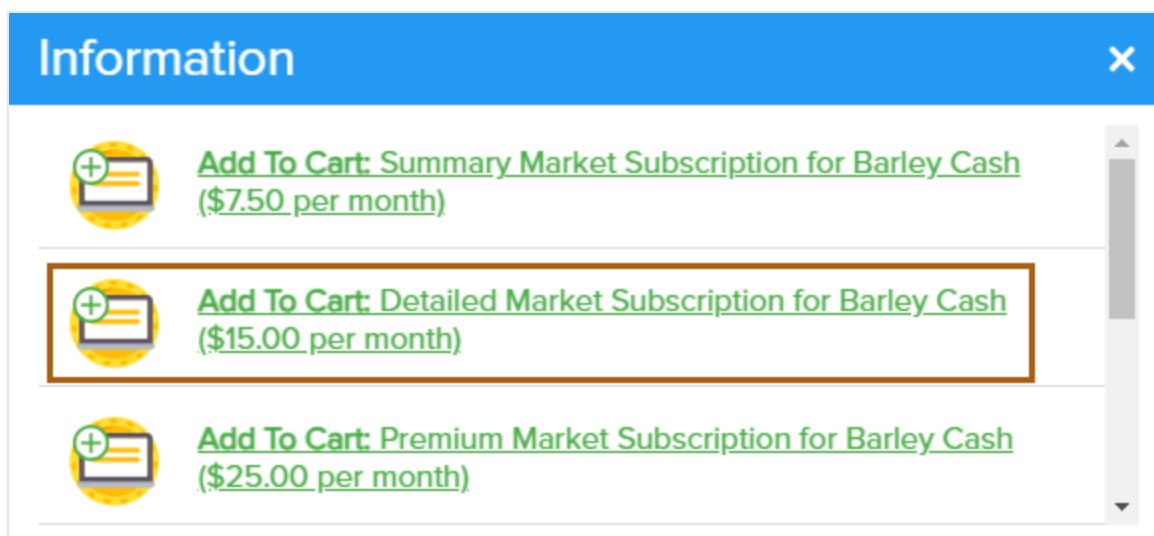 Information
Add To Cart: Summary Market Subscription for Barley Cash
($7.50 per month)
Add To Cart: Detailed Market Subscription for Barley Cash
($15.00 per month)
Add To Cart: Premium Market Subscription for Barley Cash
($25.00 per month)